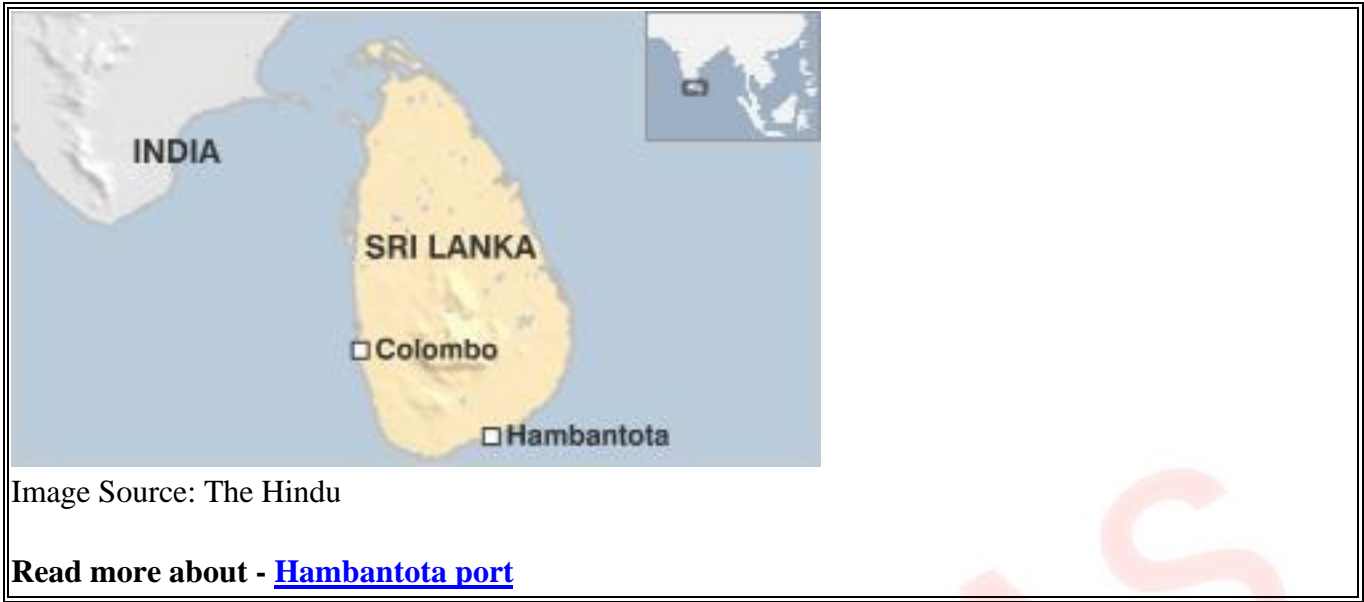 INDIA
SRI LANKA
Colombo
Hambantota
Image Source: The Hindu
Read more about - Hambantota port